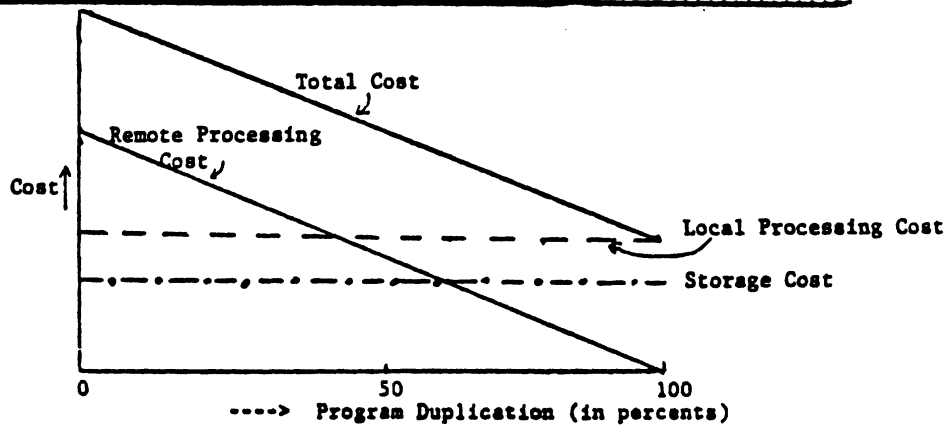 Total Cost
Remote Processing
Cost
Cost
Local Processing Cost
Storage Cost
0
50
100
----> Program Duplication (in percents)